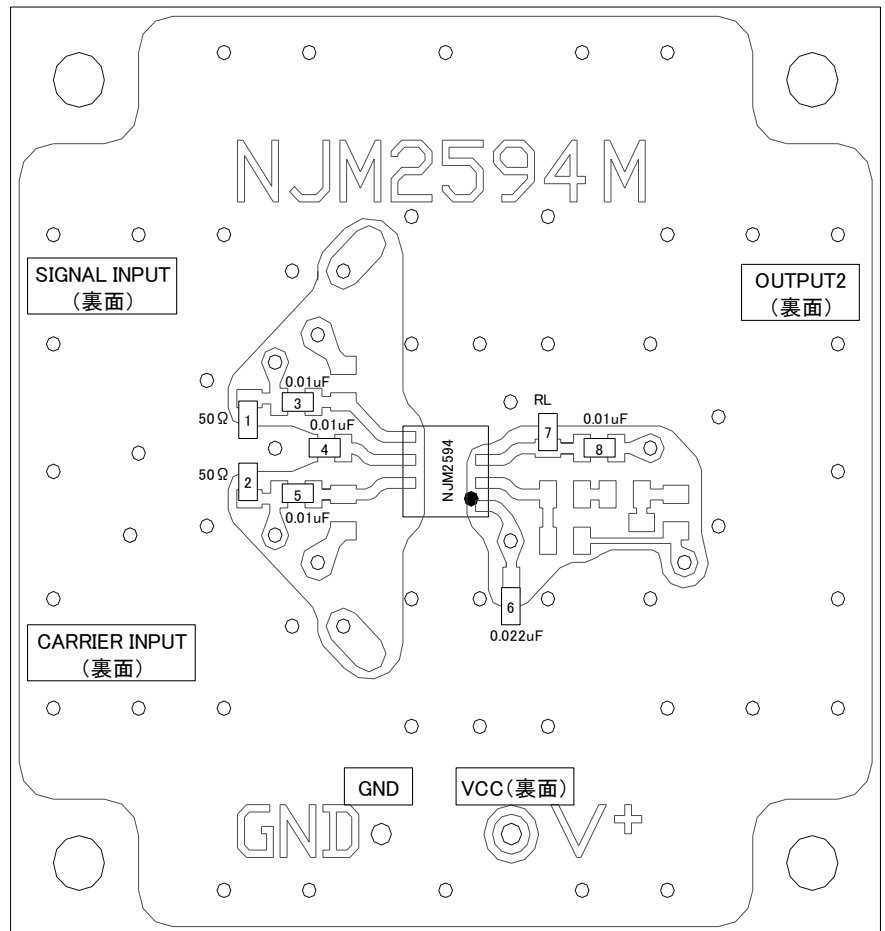 NJM2594M
SIGNAL INPUT
(裏面)
OUTPUT2
(裏面)
0.01uF
3
50Ω
1
0.01uF
4
50Ω
2
5
0.01uF
NJM2594
RL
7
0.01uF
8
6
0.022uF
CARRIER INPUT
(裏面)
GND
VCC(裏面)
GND
V+